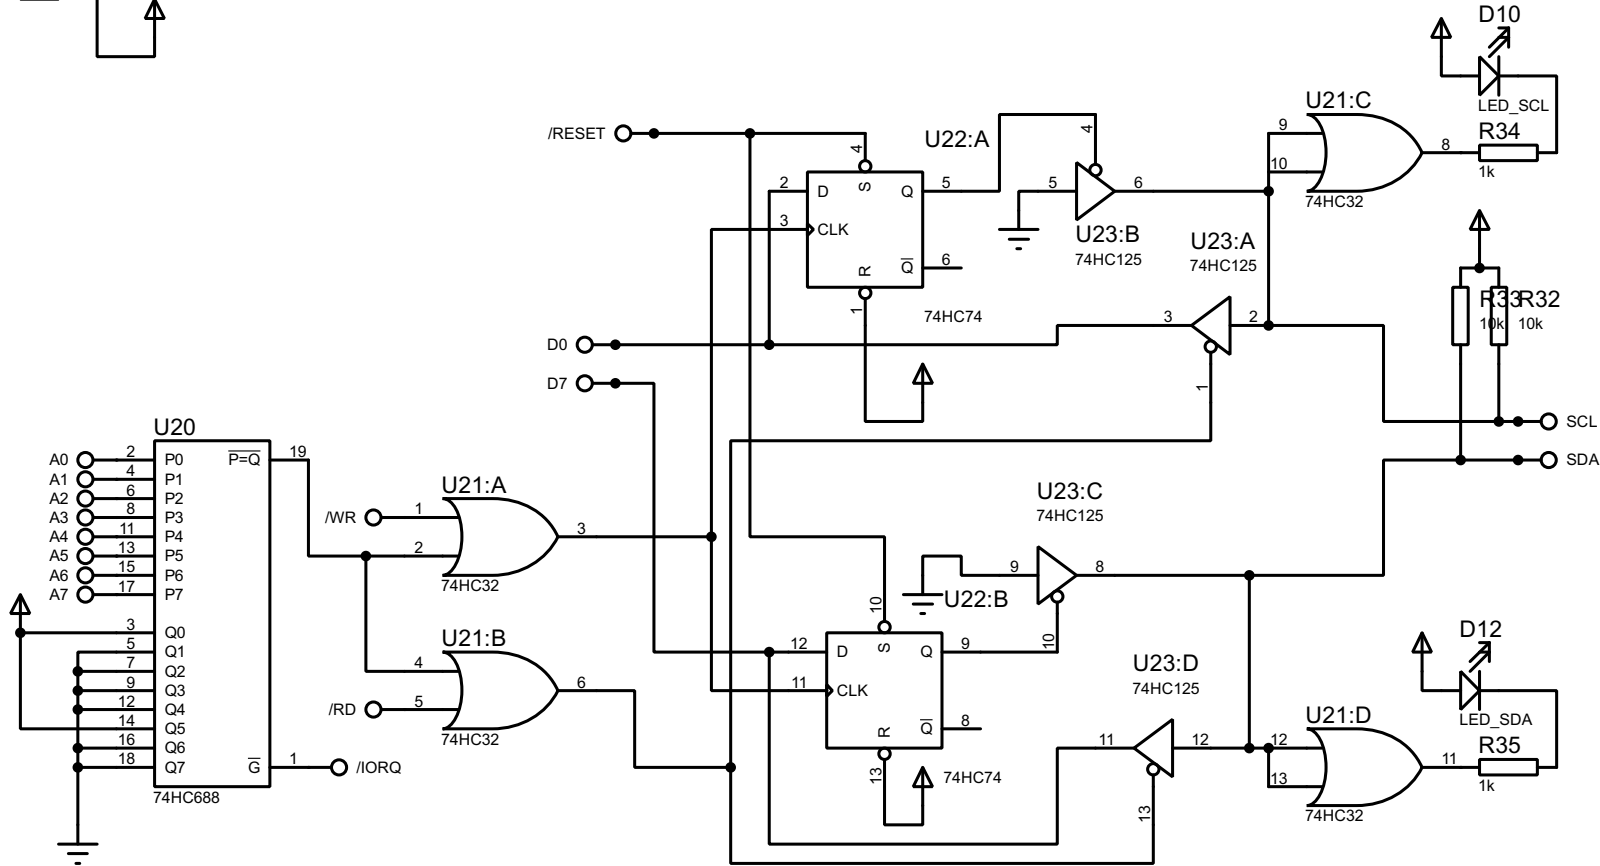 D10
LED_SCL
R34
1k
U21:C
9
10
8
74HC32
/RESET
U22:A
4
2
D
S
Q
5
3
CLK
R
Q
6
1
74HC74
4
5
6
U23:B
74HC125
U23:A
74HC125
3
2
1
R33
10k
R32
10k
D0
D7
SCL
SDA
U20
A0
2
P0
P=Q
19
A1
4
P1
A2
6
P2
A3
8
P3
A4
11
P4
A5
13
P5
A6
15
P6
A7
17
P7
3
Q0
5
Q1
7
Q2
9
Q3
12
Q4
14
Q5
16
Q6
18
Q7
G
1
/IORQ
74HC688
U21:A
/WR
1
2
3
74HC32
U21:B
4
/RD
5
6
74HC32
U23:C
74HC125
9
8
10
U22:B
10
12
D
S
Q
9
11
CLK
R
Q
8
13
74HC74
U23:D
74HC125
11
12
13
U21:D
12
13
11
74HC32
D12
LED_SDA
R35
1k